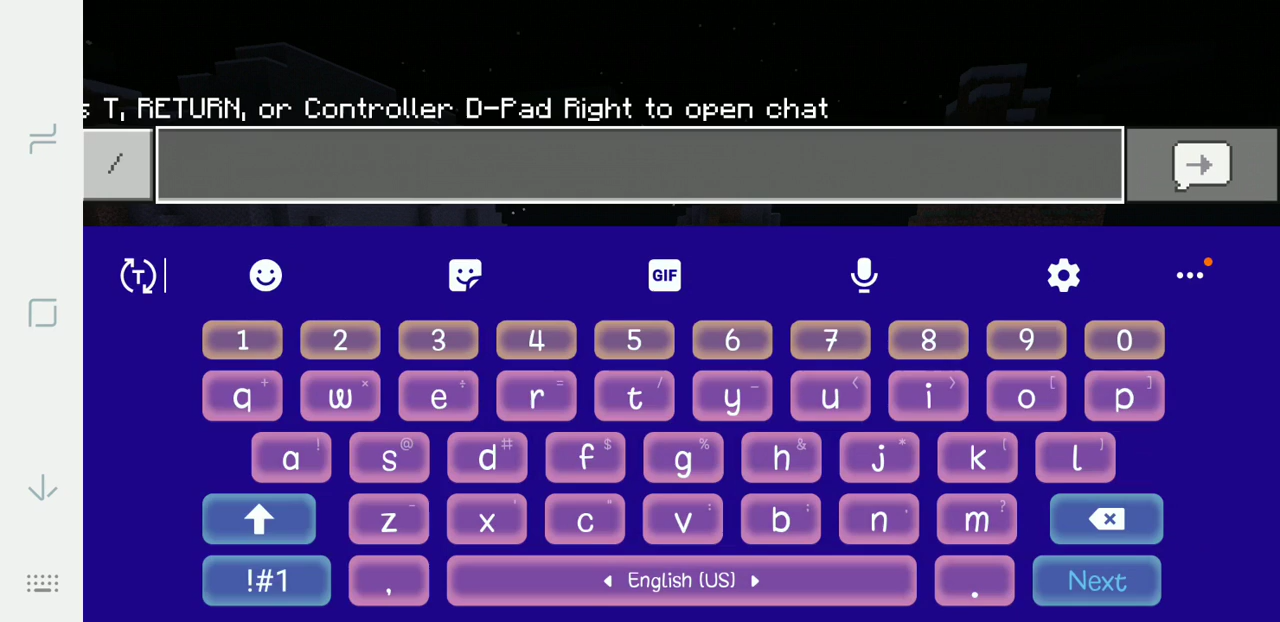 s T, RETURN, or Controller D-Pad Right to open chat
/
T GIF
1 2 3 4 5 6 7 8 9 0
q + w × e ÷ r = t / y _ u < i > o [ p ]
a ! s @ d # f $ g % h & j * k ( l )
z - x ' c " v : b ; n , m ?
!#1 , English (US) . Next